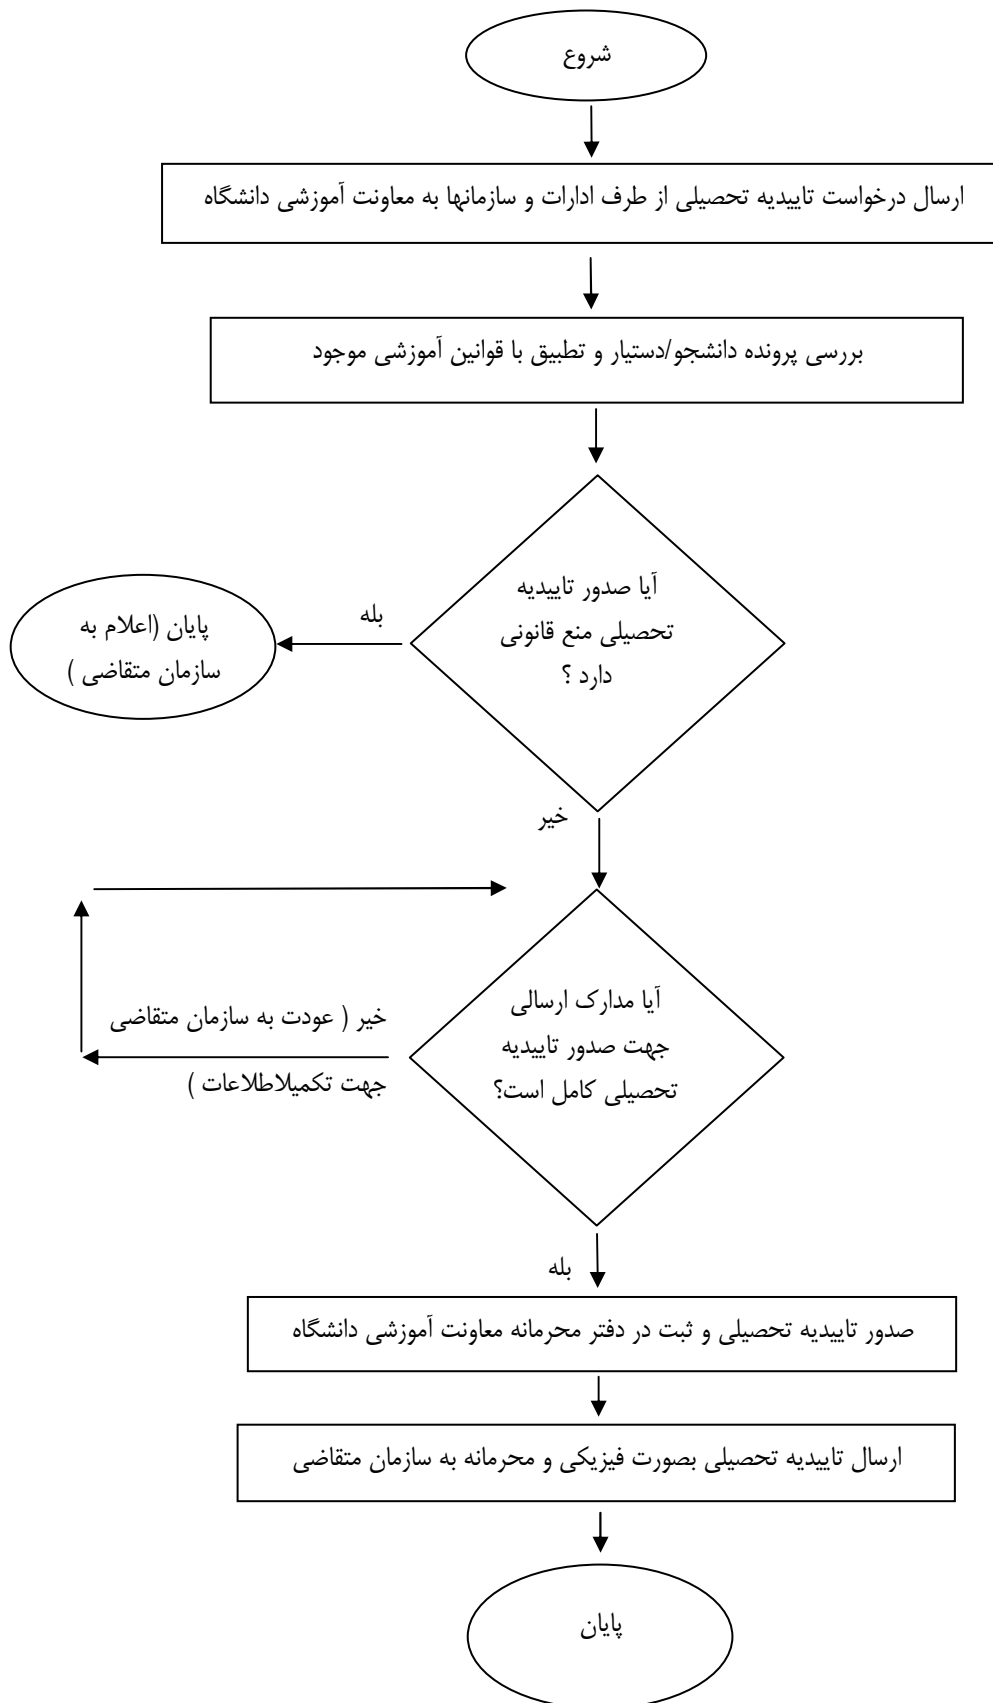 شروع
ارسال درخواست تاییدیه تحصیلی از طرف ادارات و سازمانها به معاونت آموزشی دانشگاه
بررسی پرونده دانشجو/دستیار و تطبیق با قوانین آموزشی موجود
آیا صدور تاییدیه
تحصیلی منع قانونی
دارد ؟
بله
پایان (اعلام به
سازمان متقاضی )
خیر
آیا مدارک ارسالی
جهت صدور تاییدیه
تحصیلی کامل است؟
خیر ( عودت به سازمان متقاضی
جهت تکمیلاطلاعات )
بله
صدور تاییدیه تحصیلی و ثبت در دفتر محرمانه معاونت آموزشی دانشگاه
ارسال تاییدیه تحصیلی بصورت فیزیکی و محرمانه به سازمان متقاضی
پایان